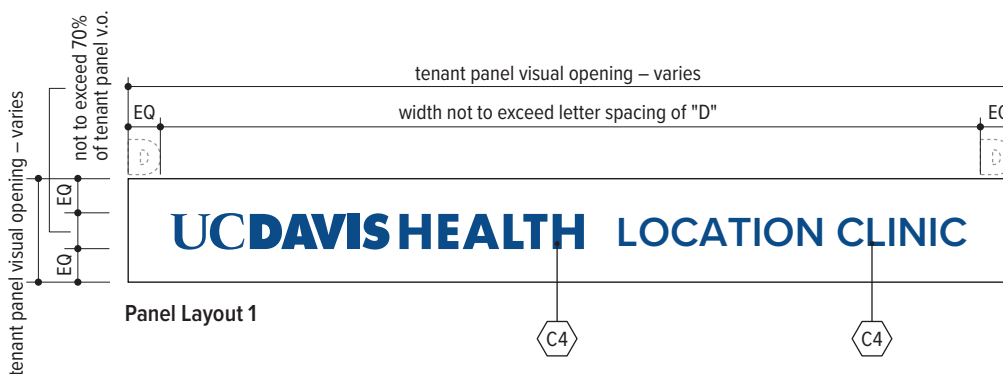 tenant panel visual opening – varies
not to exceed 70%
of tenant panel v.o.
tenant panel visual opening – varies
EQ
width not to exceed letter spacing of "D"
EQ
D
D
EQ
EQ
UCDAVIS HEALTH LOCATION CLINIC
Panel Layout 1
C4
C4